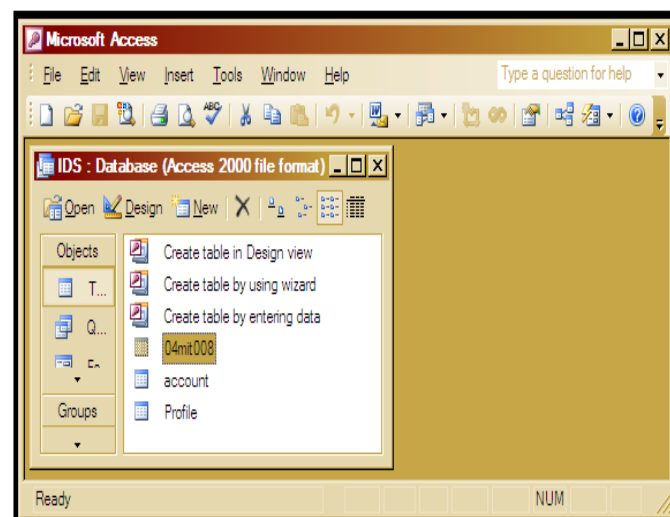 Microsoft Access
File Edit View Insert Tools Window Help Type a question for help
ABC
W
IDS : Database (Access 2000 file format)
Open Design New
Objects
T...
Q...
Create table in Design view
Create table by using wizard
Create table by entering data
04mit008
account
Profile
Groups
Ready NUM